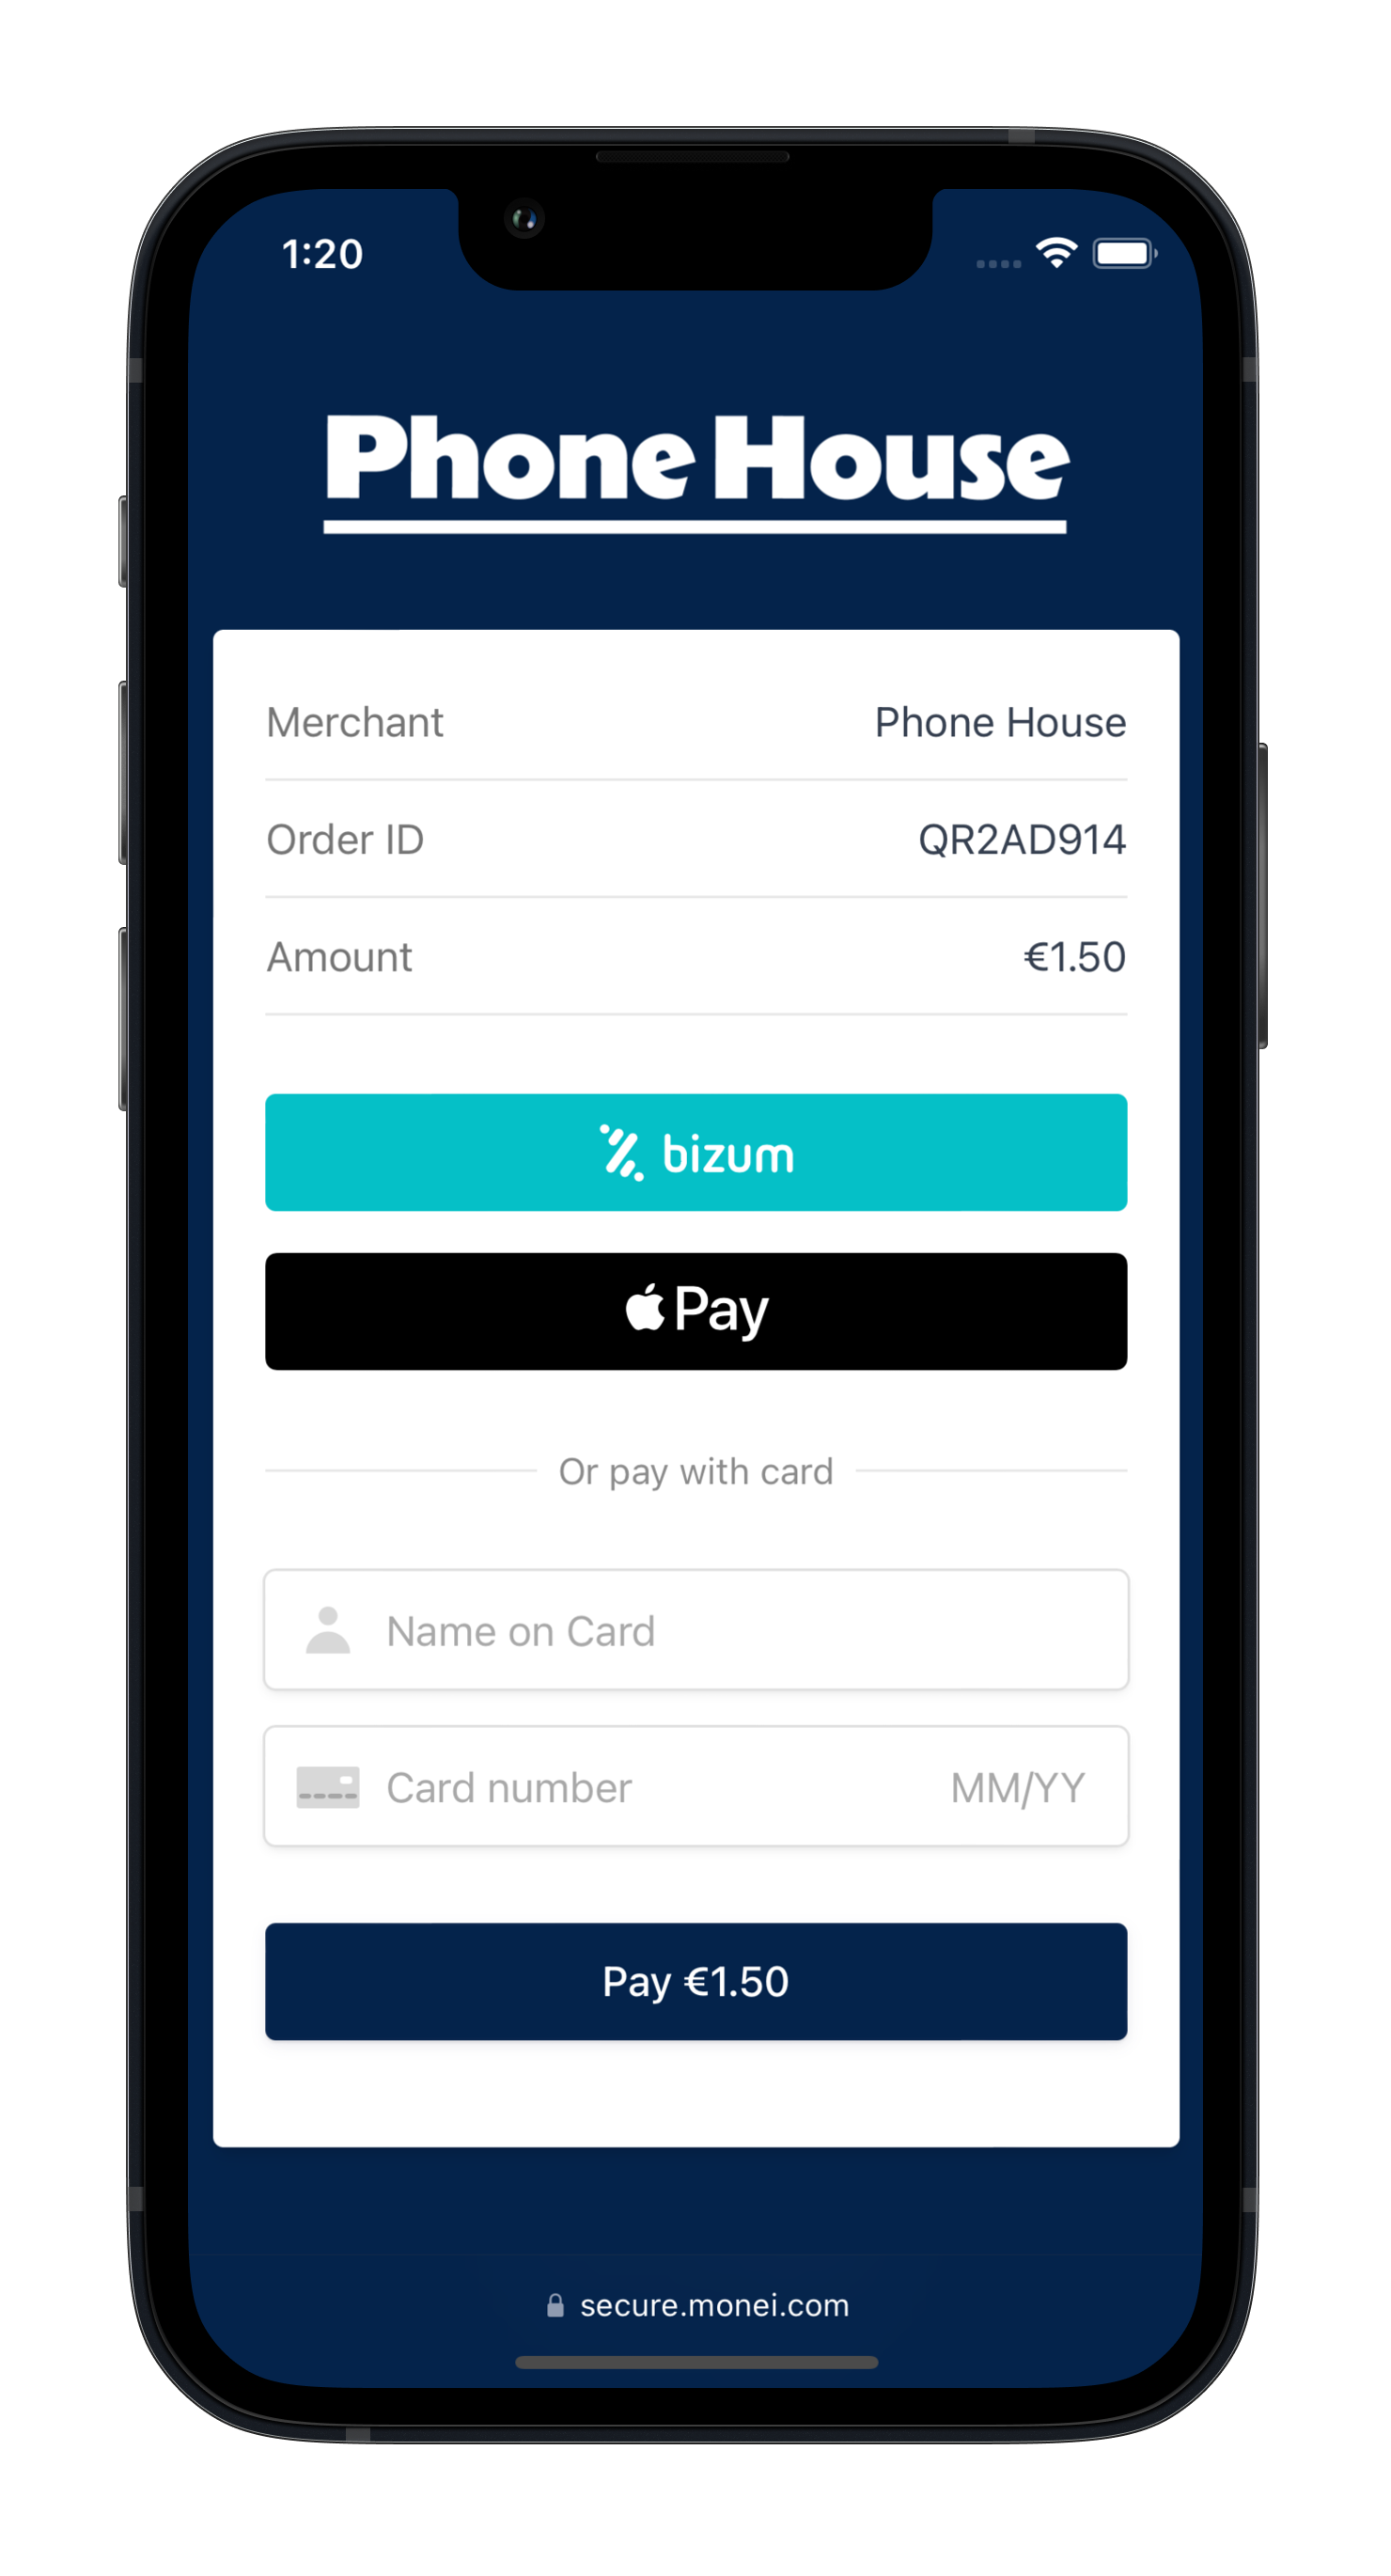 1:20
Phone House
Merchant Phone House
Order ID QR2AD914
Amount €1.50
bizum
Pay
Or pay with card
Name on Card
Card number MM/YY
Pay €1.50
secure.monei.com